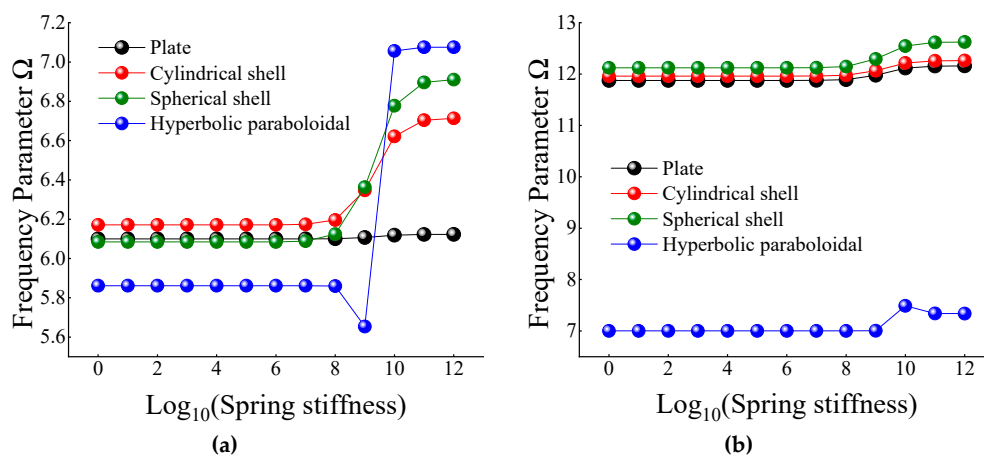 7.2
7.0
6.8
6.6
6.4
6.2
6.0
5.8
5.6
Frequency Parameter Ω
Plate
Cylindrical shell
Spherical shell
Hyperbolic paraboloidal
0 2 4 6 8 10 12
Log₁₀(Spring stiffness)
(a)
13
12
11
10
9
8
7
Frequency Parameter Ω
Plate
Cylindrical shell
Spherical shell
Hyperbolic paraboloidal
0 2 4 6 8 10 12
Log₁₀(Spring stiffness)
(b)